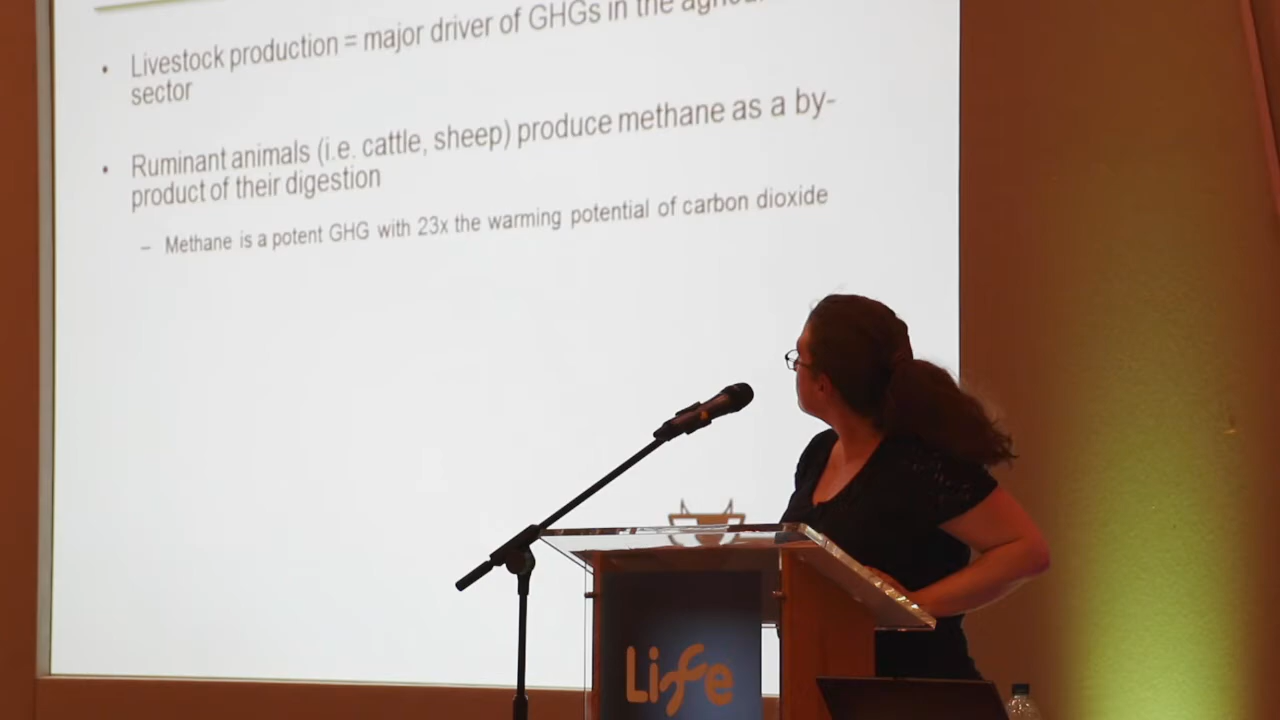 • Livestock production = major driver of GHGs in the
sector
• Ruminant animals (i.e. cattle, sheep) produce methane as a by-
product of their digestion
– Methane is a potent GHG with 23x the warming potential of carbon dioxide
Life